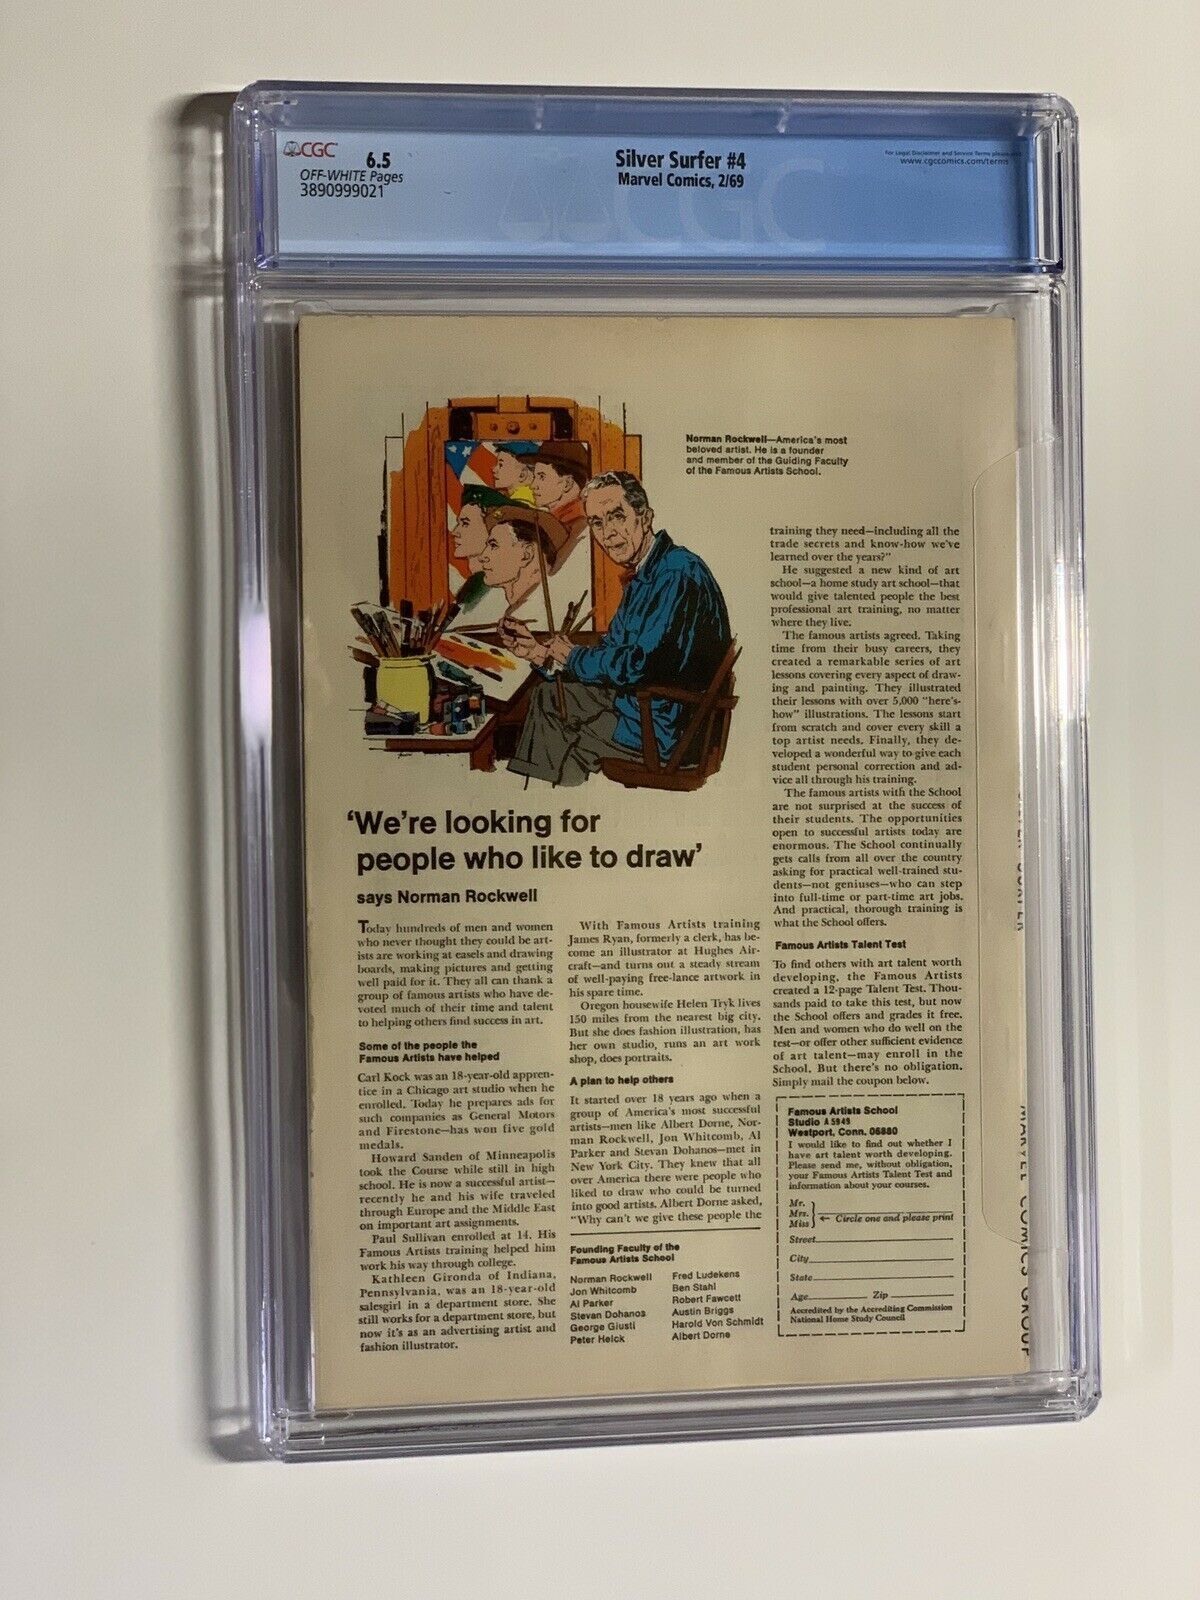 CGC
6.5
OFF-WHITE Pages
3890999021
Silver Surfer #4
Marvel Comics, 2/69
For Legal Disclaimer and Service Terms please visit
www.cgccomics.com/terms
CGC
Norman Rockwell—America's most
beloved artist. He is a founder
and member of the Guiding Faculty
of the Famous Artists School.
'We're looking for
people who like to draw'
says Norman Rockwell
Today hundreds of men and women
who never thought they could be art-
ists are working at easels and drawing
boards, making pictures and getting
well paid for it. They all can thank a
group of famous artists who have de-
voted much of their time and talent
to helping others find success in art.
Some of the people the
Famous Artists have helped
Carl Kock was an 18-year-old appren-
tice in a Chicago art studio when he
enrolled. Today he prepares ads for
such companies as General Motors
and Firestone—has won five gold
medals.
Howard Sanden of Minneapolis
took the Course while still in high
school. He is now a successful artist—
recently he and his wife traveled
through Europe and the Middle East
on important art assignments.
Paul Sullivan enrolled at 14. His
Famous Artists training helped him
work his way through college.
Kathleen Gironda of Indiana,
Pennsylvania, was an 18-year-old
salesgirl in a department store. She
still works for a department store, but
now it's as an advertising artist and
fashion illustrator.
With Famous Artists training
James Ryan, formerly a clerk, has be-
come an illustrator at Hughes Air-
craft—and turns out a steady stream
of well-paying free-lance artwork in
his spare time.
Oregon housewife Helen Tryk lives
150 miles from the nearest big city.
But she does fashion illustration, has
her own studio, runs an art work
shop, does portraits.
A plan to help others
It started over 18 years ago when a
group of America's most successful
artists—men like Albert Dorne, Nor-
man Rockwell, Jon Whitcomb, Al
Parker and Stevan Dohanos—met in
New York City. They knew that all
over America there were people who
liked to draw who could be turned
into good artists. Albert Dorne asked,
"Why can't we give these people the
training they need—including all the
trade secrets and know-how we've
learned over the years?"
He suggested a new kind of art
school—a home study art school—that
would give talented people the best
professional art training, no matter
where they live.
The famous artists agreed. Taking
time from their busy careers, they
created a remarkable series of art
lessons covering every aspect of draw-
ing and painting. They illustrated
their lessons with over 5,000 "here's-
how" illustrations. The lessons start
from scratch and cover every skill a
top artist needs. Finally, they de-
veloped a wonderful way to give each
student personal correction and ad-
vice all through his training.
The famous artists with the School
are not surprised at the success of
their students. The opportunities
open to successful artists today are
enormous. The School continually
gets calls from all over the country
asking for practical well-trained stu-
dents—not geniuses—who can step
into full-time or part-time art jobs.
And practical, thorough training is
what the School offers.
Famous Artists Talent Test
To find others with art talent worth
developing, the Famous Artists
created a 12-page Talent Test. Thou-
sands paid to take this test, but now
the School offers and grades it free.
Men and women who do well on the
test—or offer other sufficient evidence
of art talent—may enroll in the
School. But there's no obligation.
Simply mail the coupon below.
Founding Faculty of the
Famous Artists School
Norman Rockwell
Jon Whitcomb
Al Parker
Stevan Dohanos
George Giusti
Peter Helck
Fred Ludekens
Ben Stahl
Robert Fawcett
Austin Briggs
Harold Von Schmidt
Albert Dorne
Famous Artists School
Studio A 5949
Westport, Conn. 06880
I would like to find out whether I
have art talent worth developing.
Please send me, without obligation,
your Famous Artists Talent Test and
information about your courses.
Mr.
Mrs. ← Circle one and please print
Miss
Street
City
State
Age Zip
Accredited by the Accrediting Commission
National Home Study Council
MARVEL COMICS GROUP